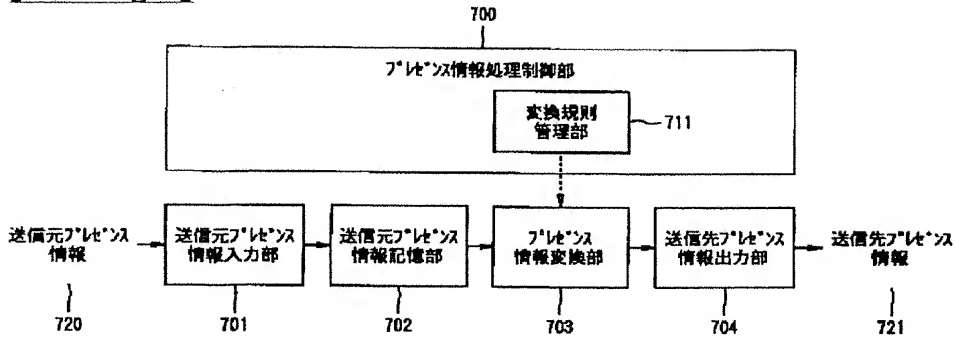 700
プレゼンス情報処理制御部
変換規則
管理部
711
送信元プレゼンス
情報
送信元プレゼンス
情報入力部
送信元プレゼンス
情報記憶部
プレゼンス
情報変換部
送信先プレゼンス
情報出力部
送信先プレゼンス
情報
720
701
702
703
704
721